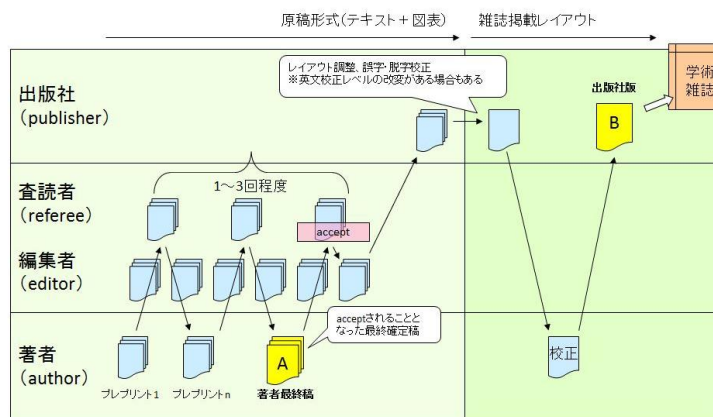 原稿形式(テキスト+図表)
雑誌掲載レイアウト
レイアウト調整、誤字・脱字校正
※英文校正レベルの改変がある場合もある
出版社
(publisher)
出版社版
B
学術
雑誌
1~3回程度
査読者
(referee)
accept
編集者
(editor)
acceptされることと
なった最終確定稿
著者
(author)
A
校正
プレプリント1
プレプリントn
著者最終稿